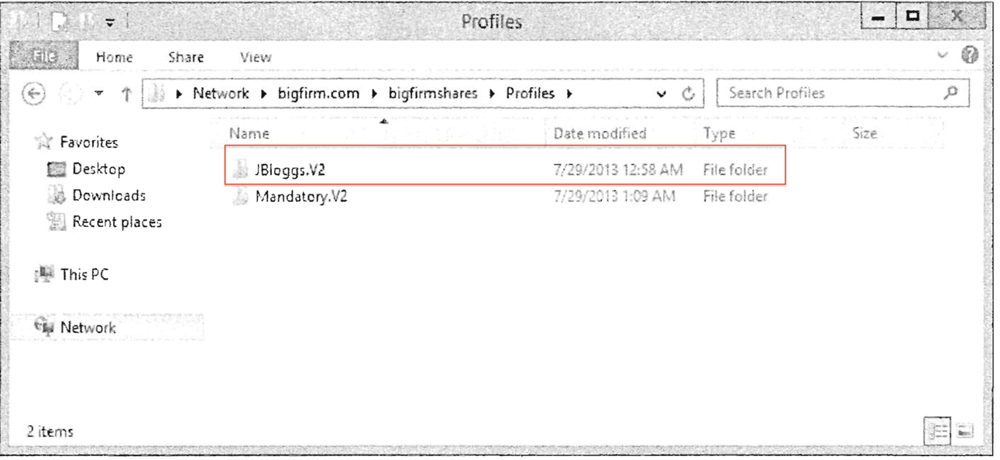 Profiles
File Home Share View
Network bigfirm.com bigfirmshares Profiles Search Profiles
Name Date modified Type Size
Favorites
JBloggs.V2 7/29/2013 12:58 AM File folder
Desktop
Mandatory.V2 7/29/2013 1:09 AM File folder
Downloads
Recent places
This PC
Network
2 items